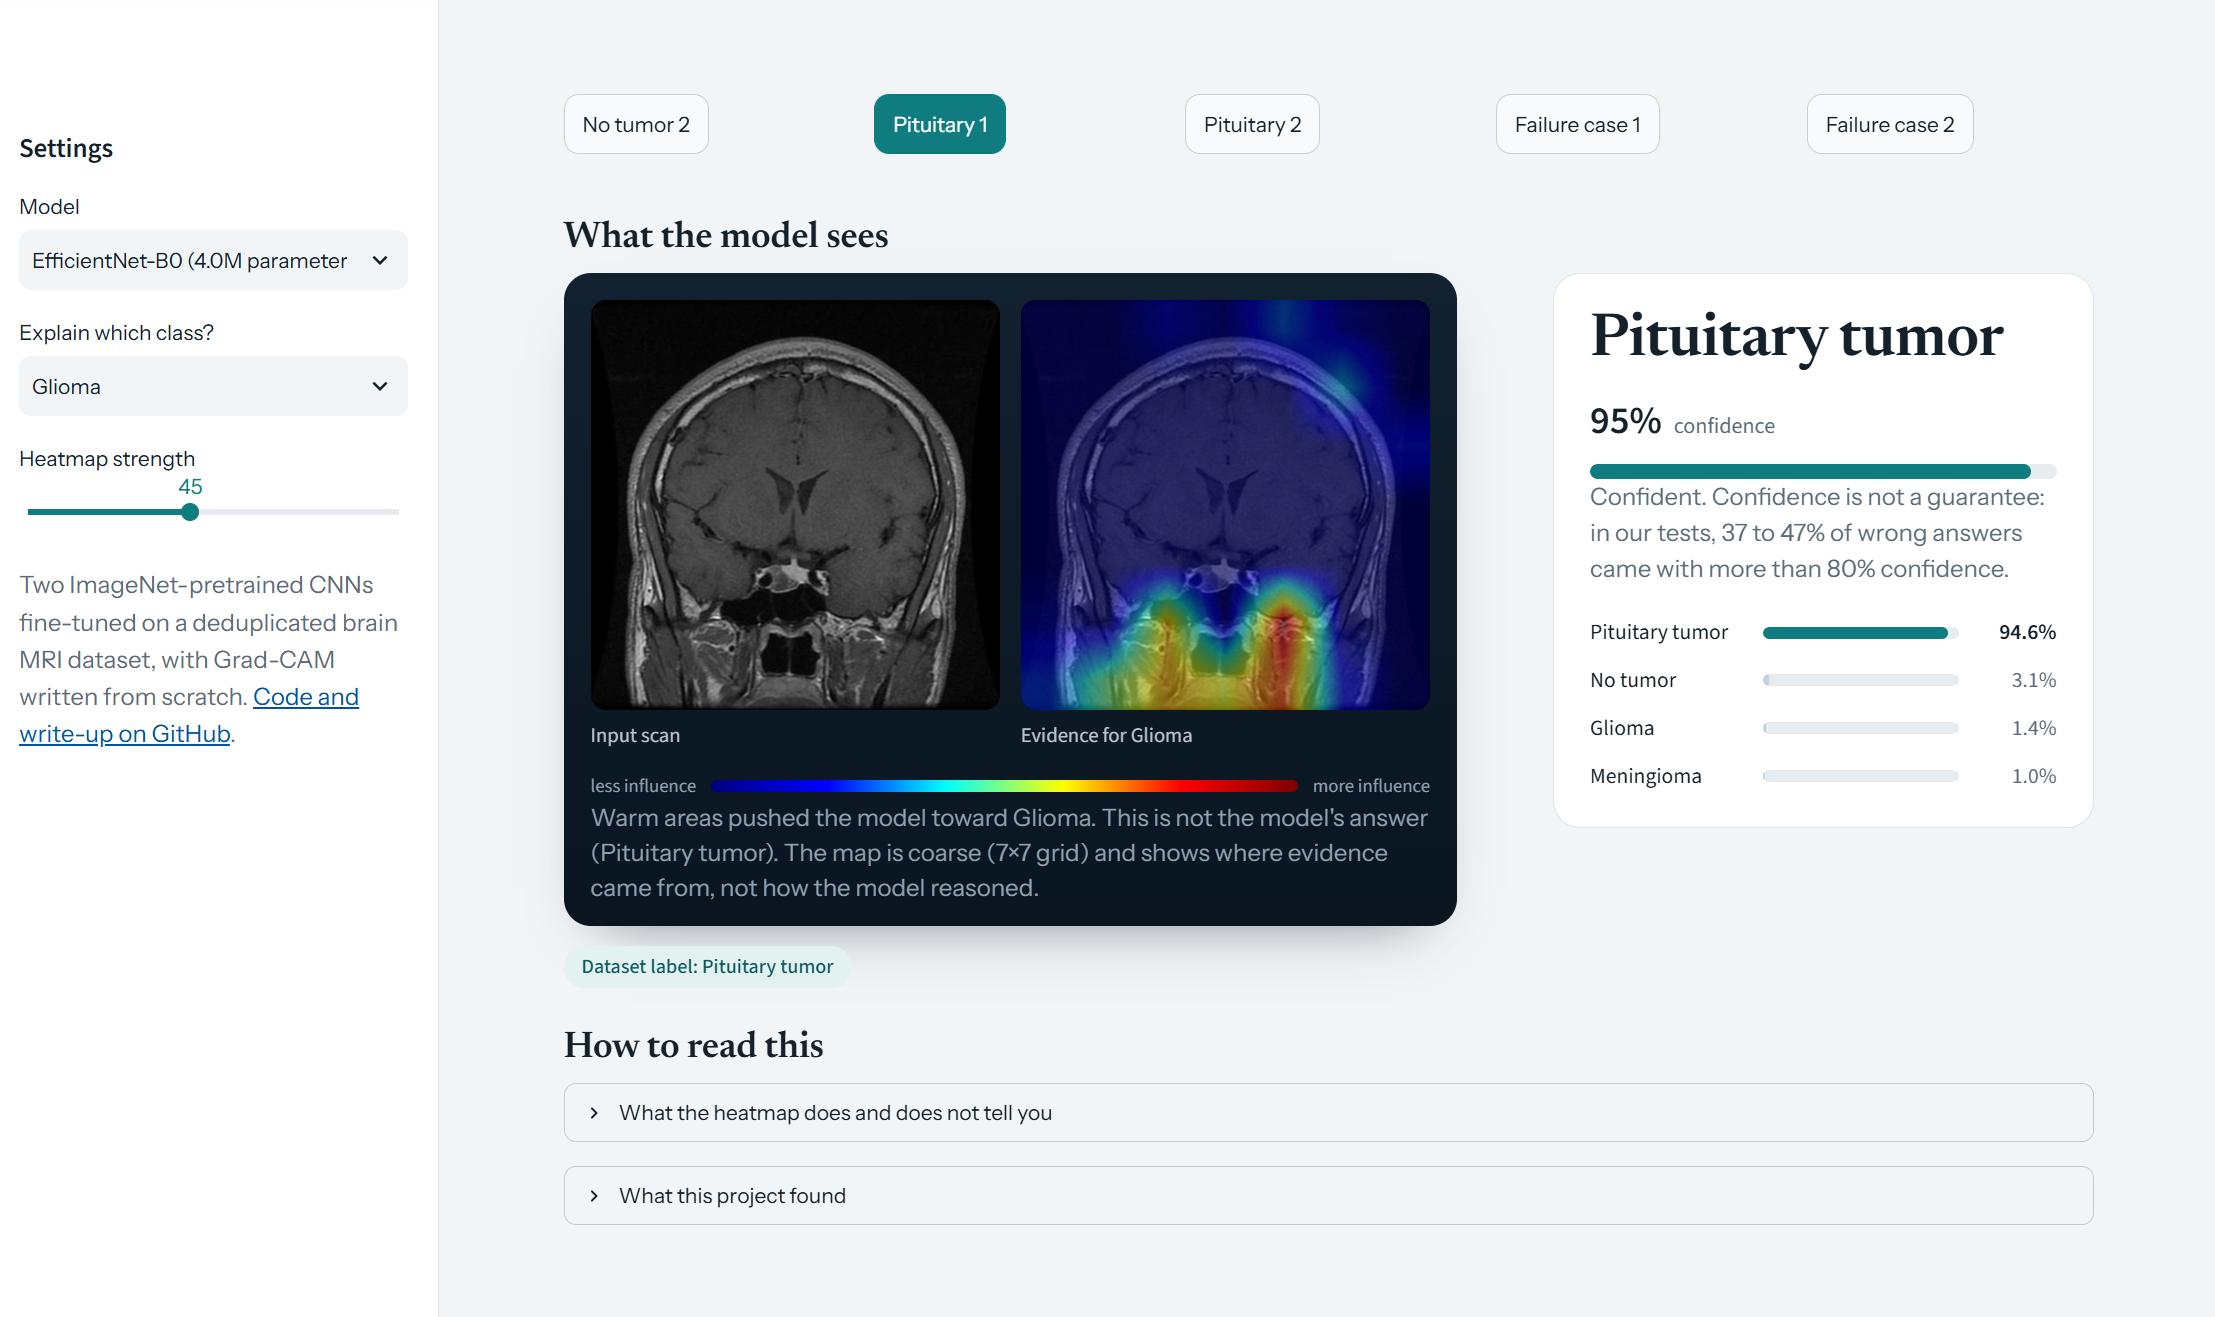 Settings
Model
EfficientNet-B0 (4.0M parameter
Explain which class?
Glioma
Heatmap strength
45
Two ImageNet-pretrained CNNs
fine-tuned on a deduplicated brain
MRI dataset, with Grad-CAM
written from scratch. Code and
write-up on GitHub.
No tumor 2
Pituitary 1
Pituitary 2
Failure case 1
Failure case 2
What the model sees
Input scan
Evidence for Glioma
less influence
more influence
Warm areas pushed the model toward Glioma. This is not the model's answer
(Pituitary tumor). The map is coarse (7×7 grid) and shows where evidence
came from, not how the model reasoned.
Dataset label: Pituitary tumor
Pituitary tumor
95% confidence
Confident. Confidence is not a guarantee:
in our tests, 37 to 47% of wrong answers
came with more than 80% confidence.
Pituitary tumor 94.6%
No tumor 3.1%
Glioma 1.4%
Meningioma 1.0%
How to read this
What the heatmap does and does not tell you
What this project found